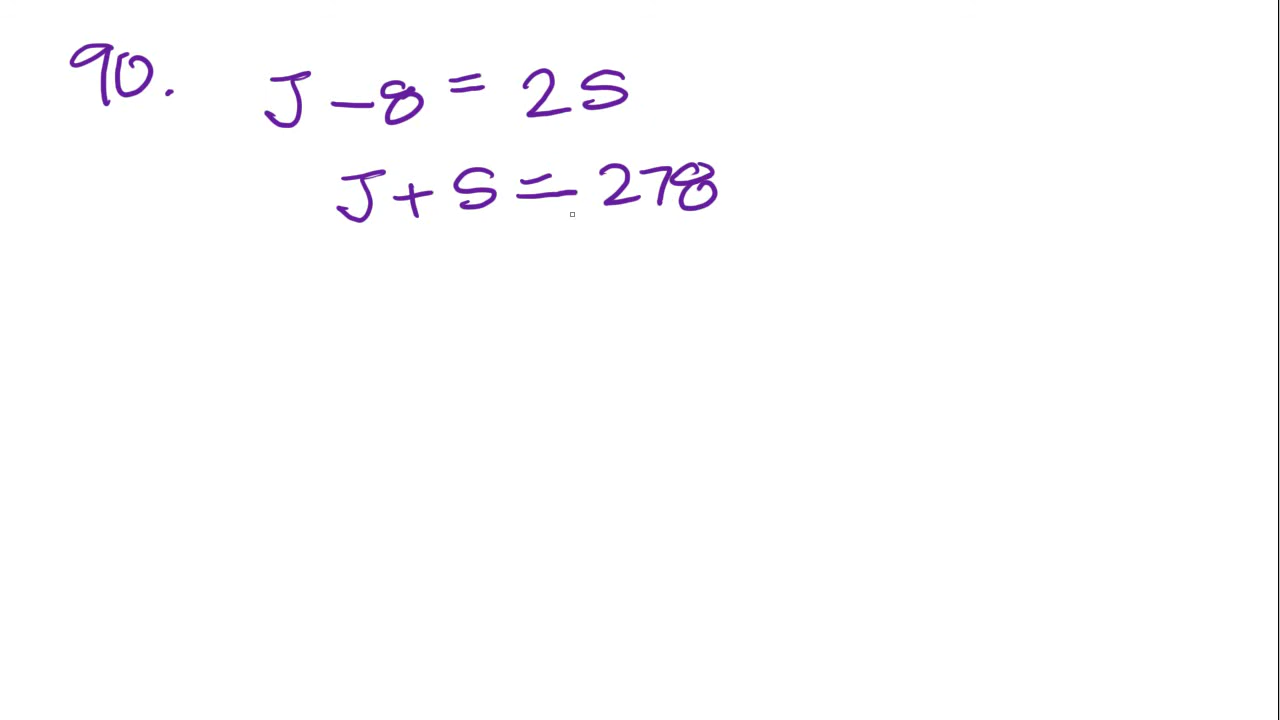 90. J - 8 = 2S
J + S = 278